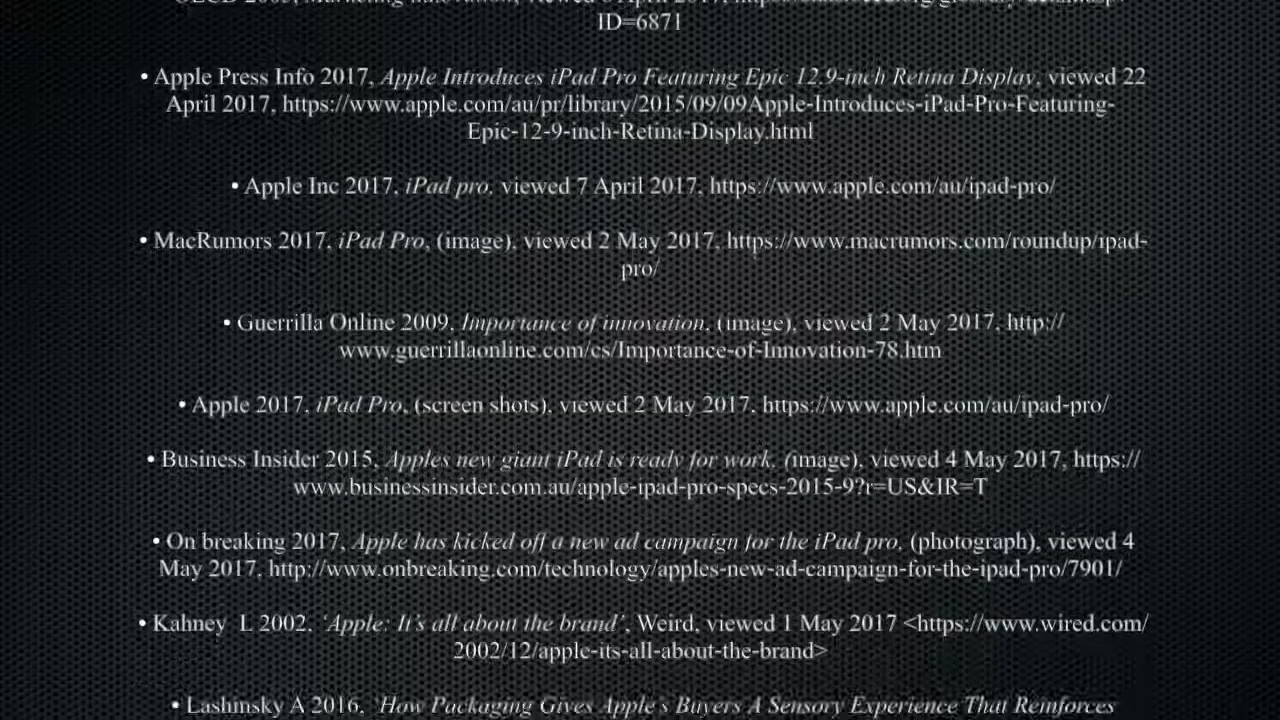 ID=6871
• Apple Press Info 2017, Apple Introduces iPad Pro Featuring Epic 12.9-inch Retina Display, viewed 22
April 2017, https://www.apple.com/au/pr/library/2015/09/09Apple-Introduces-iPad-Pro-Featuring-
Epic-12-9-inch-Retina-Display.html
• Apple Inc 2017, iPad pro, viewed 7 April 2017, https://www.apple.com/au/ipad-pro/
• MacRumors 2017, iPad Pro, (image), viewed 2 May 2017, https://www.macrumors.com/roundup/ipad-
pro/
• Guerrilla Online 2009, Importance of innovation, (image), viewed 2 May 2017, http://
www.guerrillaonline.com/cs/Importance-of-Innovation-78.htm
• Apple 2017, iPad Pro, (screen shots), viewed 2 May 2017, https://www.apple.com/au/ipad-pro/
• Business Insider 2015, Apples new giant iPad is ready for work, (image), viewed 4 May 2017, https://
www.businessinsider.com.au/apple-ipad-pro-specs-2015-9?r=US&IR=T
• On breaking 2017, Apple has kicked off a new ad campaign for the iPad pro, (photograph), viewed 4
May 2017, http://www.onbreaking.com/technology/apples-new-ad-campaign-for-the-ipad-pro/7901/
• Kahney L 2002, 'Apple: It's all about the brand', Weird, viewed 1 May 2017 <https://www.wired.com/
2002/12/apple-its-all-about-the-brand>
• Lashinsky A 2016, 'How Packaging Gives Apple's Buyers A Sensory Experience That Reinforces